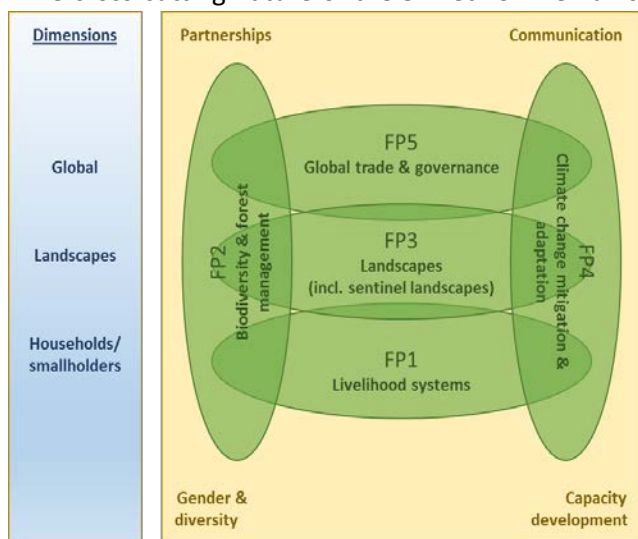 Dimensions
Global
Landscapes
Households/
smallholders
Partnerships
Communication
FP5
Global trade & governance
FP3
Landscapes
(incl. sentinel landscapes)
FP1
Livelihood systems
FP2
Biodiversity & forest
management
Climate change mitigation &
adaptation
FP4
Gender &
diversity
Capacity
development